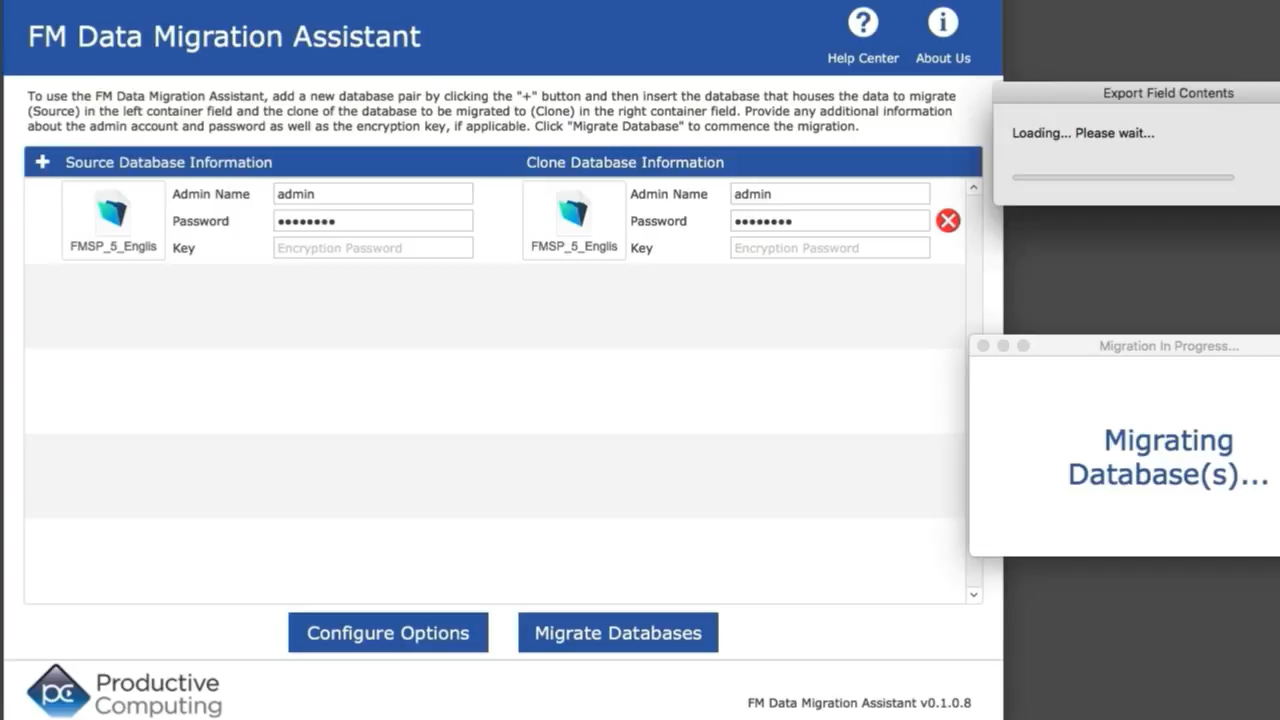 FM Data Migration Assistant
Help Center
About Us
To use the FM Data Migration Assistant, add a new database pair by clicking the "+" button and then insert the database that houses the data to migrate
(Source) in the left container field and the clone of the database to be migrated to (Clone) in the right container field. Provide any additional information
about the admin account and password as well as the encryption key, if applicable. Click "Migrate Database" to commence the migration.
Source Database Information
Clone Database Information
FMSP_5_Englis
Admin Name
admin
Password
••••••••
Key
Encryption Password
FMSP_5_Englis
Admin Name
admin
Password
••••••••
Key
Encryption Password
Export Field Contents
Loading... Please wait...
Migration In Progress...
Migrating
Database(s)...
Configure Options
Migrate Databases
pc
Productive
Computing
FM Data Migration Assistant v0.1.0.8